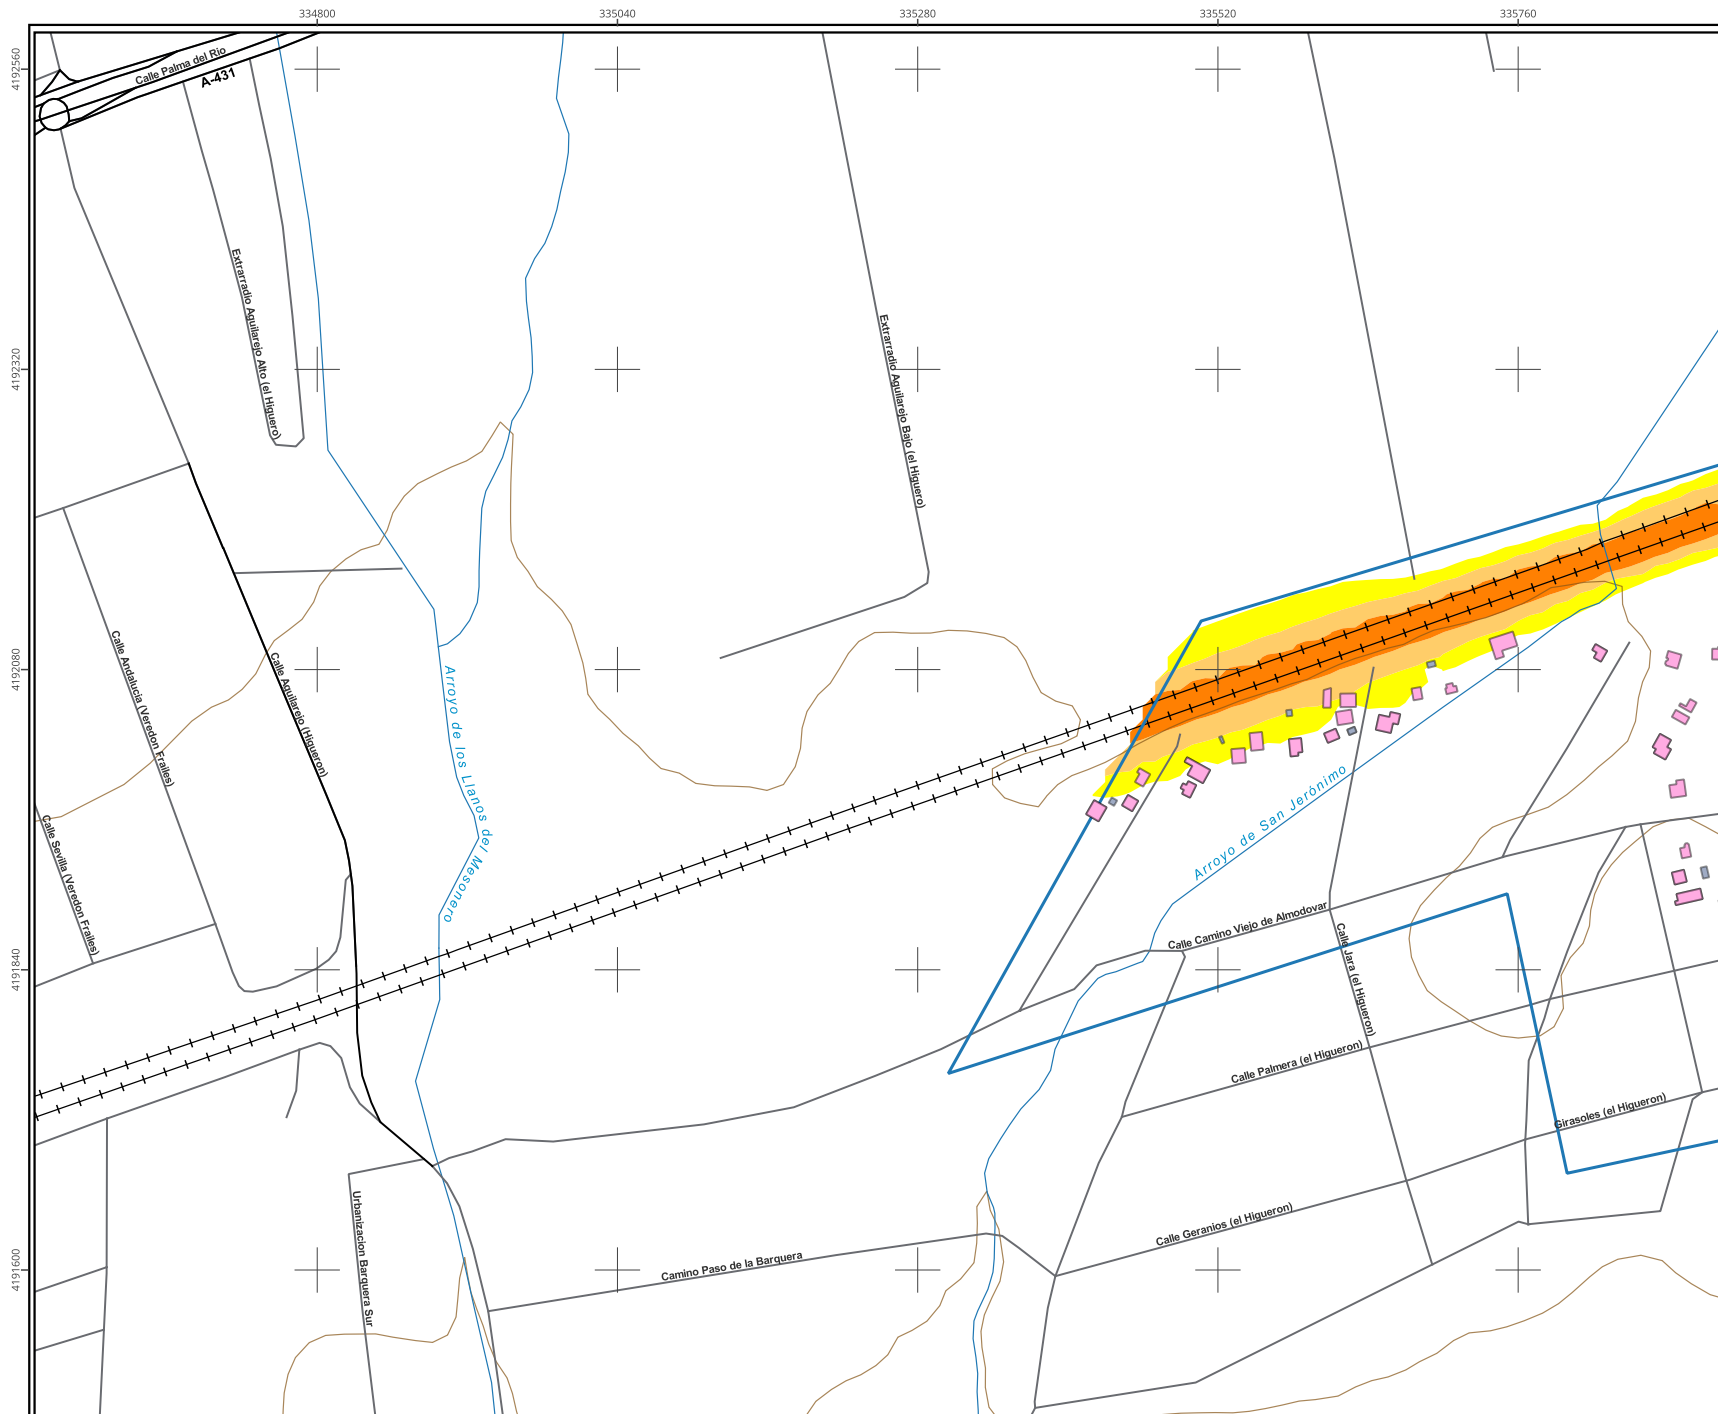 334800
335040
335280
335520
335760
4192560
4192320
4192080
4191840
4191600
Calle Palma del Rio
A-431
Extrarradio Aguilarejo Alto (el Higuero)
Extrarradio Aguilarejo Bajo (el Higuero)
Calle Andalucia (Veredon Frailes)
Calle Aguilarejo (Higueron)
Arroyo de los Llanos del Mesonero
Calle Sevilla (Veredon Frailes)
Arroyo de San Jerónimo
Calle Camino Viejo de Almodovar
Calle Jara (el Higueron)
Calle Palmera (el Higueron)
Girasoles (el Higueron)
Calle Geranios (el Higueron)
Camino Paso de la Barquera
Urbanizacion Barquera Sur